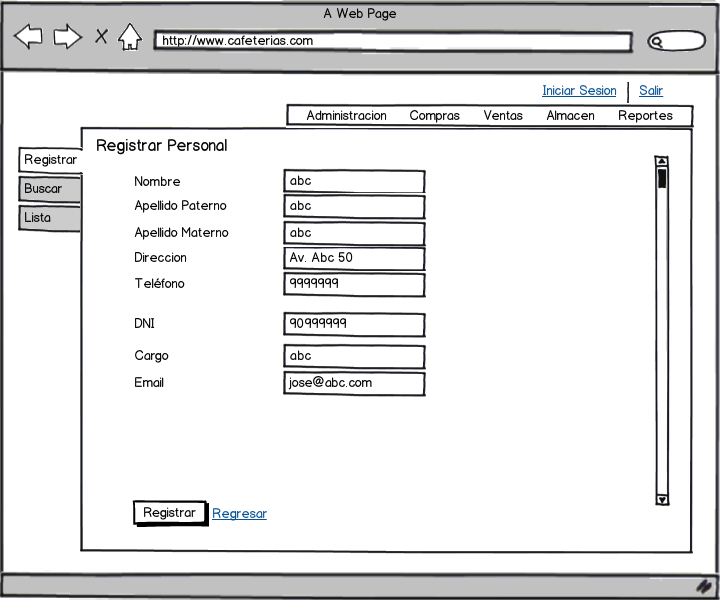 A Web Page
http://www.cafeterias.com
Iniciar Sesion Salir
Administracion Compras Ventas Almacen Reportes
Registrar Personal
Registrar
Buscar
Lista
Nombre abc
Apellido Paterno abc
Apellido Materno abc
Direccion Av. Abc 50
Teléfono 9999999
DNI 90999999
Cargo abc
Email jose@abc.com
Registrar Regresar